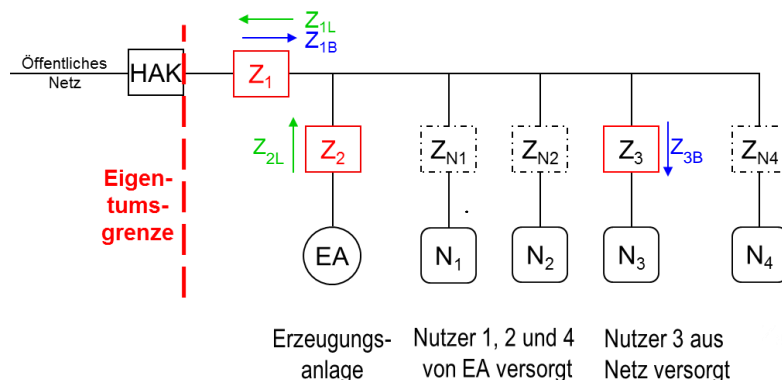 Z1L
Z1B
Öffentliches
Netz
HAK
Z1
Z2L
Z2
ZN1
ZN2
Z3
Z3B
ZN4
Eigen-
tums-
grenze
EA
N1
N2
N3
N4
Erzeugungs-
anlage
Nutzer 1, 2 und 4
von EA versorgt
Nutzer 3 aus
Netz versorgt